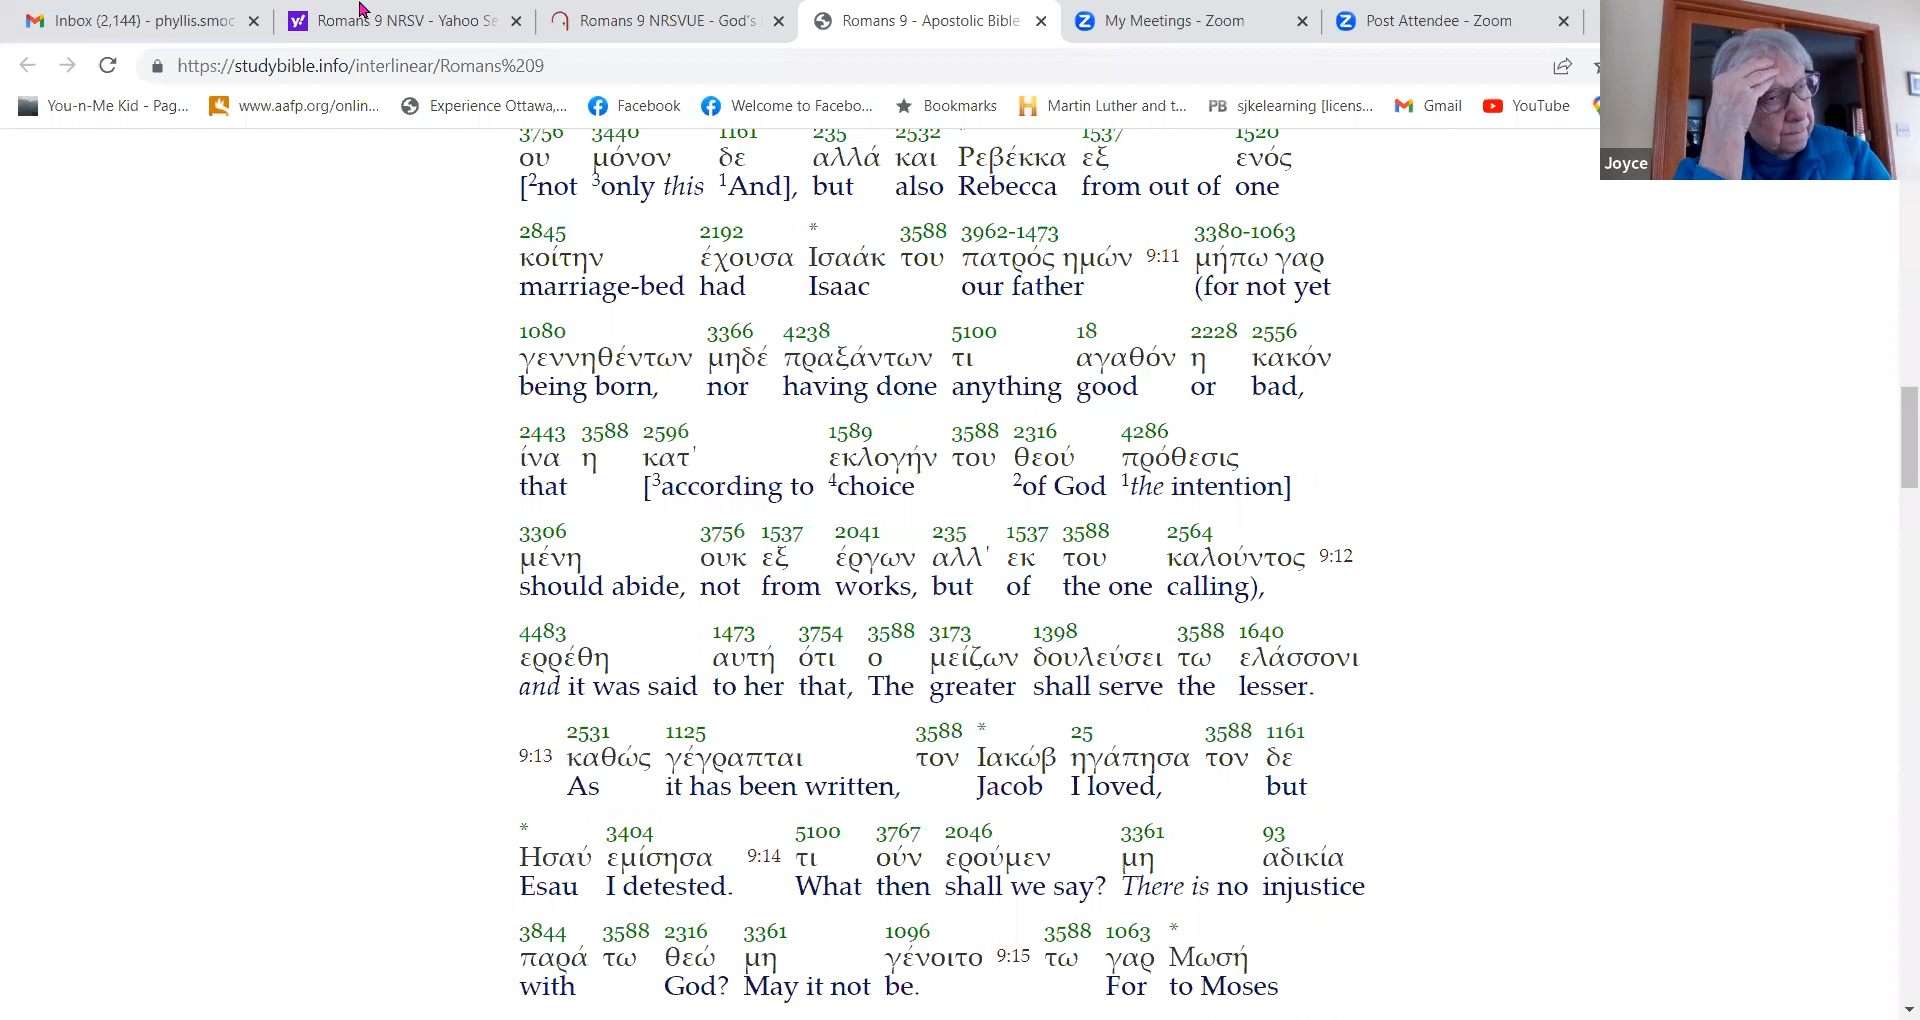 Inbox (2,144) - phyllis.smoc
Romans 9 NRSV - Yahoo Se
Romans 9 NRSVUE - God's
Romans 9 - Apostolic Bible
My Meetings - Zoom
Post Attendee - Zoom
https://studybible.info/interlinear/Romans%209
You-n-Me Kid - Pag...
www.aafp.org/onlin...
Experience Ottawa,...
Facebook
Welcome to Facebo...
Bookmarks
Martin Luther and t...
PB sjkelearning [licens...
Gmail
YouTube
Joyce
3756 3440 1161 235 2532 * 1537 1520
ου μόνον δε αλλά και Ρεβέκκα εξ ενός
[²not ³only this ¹And], but also Rebecca from out of one
2845 2192 * 3588 3962-1473 3380-1063
κοίτην έχουσα Ισαάκ του πατρός ημών 9:11 μήπω γαρ
marriage-bed had Isaac our father (for not yet
1080 3366 4238 5100 18 2228 2556
γεννηθέντων μηδέ πραξάντων τι αγαθόν η κακόν
being born, nor having done anything good or bad,
2443 3588 2596 1589 3588 2316 4286
ίνα η κατ' εκλογήν του θεού πρόθεσις
that [³according to ⁴choice ²of God ¹the intention]
3306 3756 1537 2041 235 1537 3588 2564
μένη ουκ εξ έργων αλλ' εκ του καλούντος 9:12
should abide, not from works, but of the one calling),
4483 1473 3754 3588 3173 1398 3588 1640
ερρέθη αυτή ότι ο μείζων δουλεύσει τω ελάσσονι
and it was said to her that, The greater shall serve the lesser.
2531 1125 3588 * 25 3588 1161
9:13 καθώς γέγραπται τον Ιακώβ ηγάπησα τον δε
As it has been written, Jacob I loved, but
* 3404 5100 3767 2046 3361 93
Ησαύ εμίσησα 9:14 τι ούν ερούμεν μη αδικία
Esau I detested. What then shall we say? There is no injustice
3844 3588 2316 3361 1096 3588 1063 *
παρά τω θεώ μη γένοιτο 9:15 τω γαρ Μωσή
with God? May it not be. For to Moses